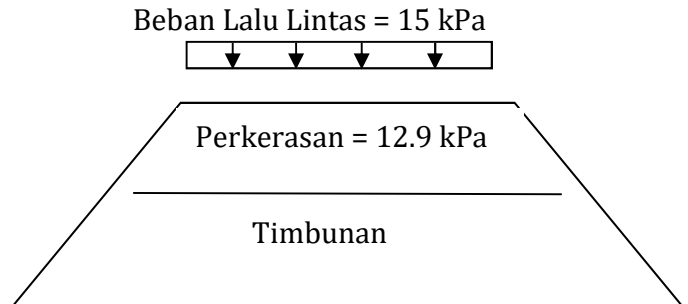 Beban Lalu Lintas = 15 kPa
Perkerasan = 12.9 kPa
Timbunan